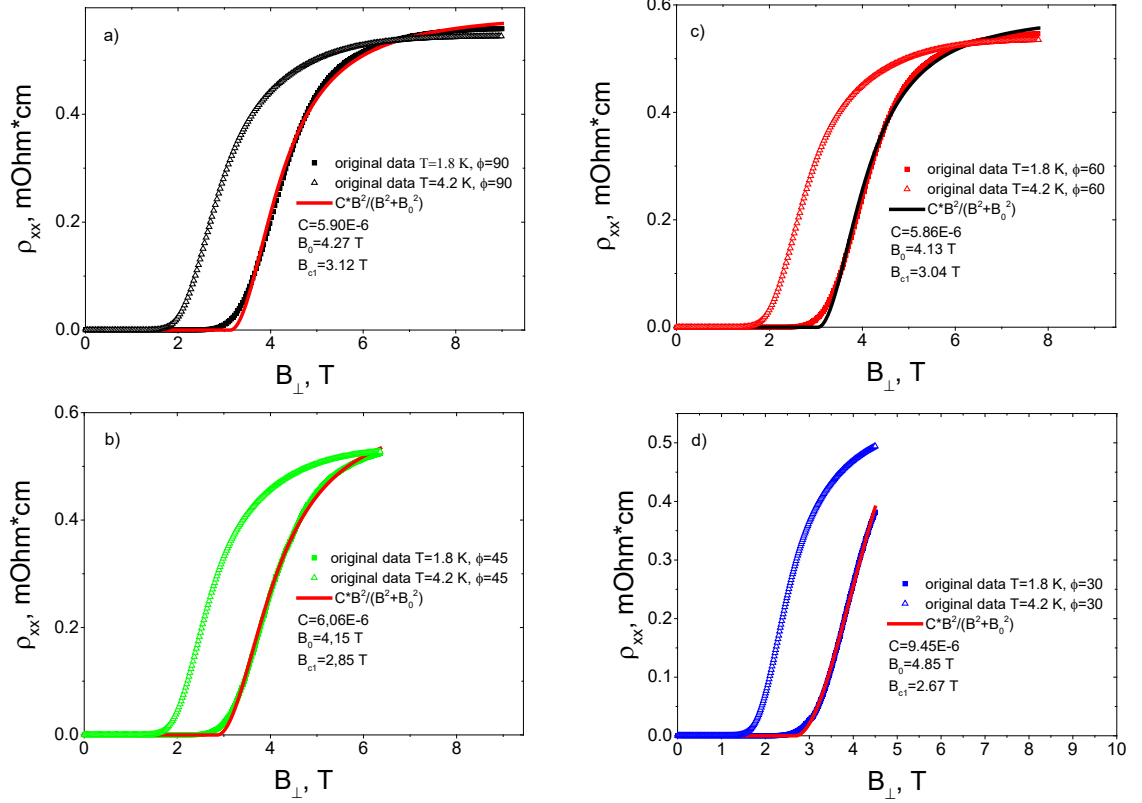 a)
0.4
0.2
0.0
0
2
4
6
8
ρxx, mOhm*cm
B⊥, T
original data T=1.8 K, ϕ=90
original data T=4.2 K, ϕ=90
C*B²/(B²+B₀²)
C=5.90E-6
B₀=4.27 T
Bc1=3.12 T
c)
0.6
0.4
0.2
0.0
0
2
4
6
8
ρxx, mOhm*cm
B⊥, T
original data T=1.8 K, ϕ=60
original data T=4.2 K, ϕ=60
C*B²/(B²+B₀²)
C=5.86E-6
B₀=4.13 T
Bc1=3.04 T
b)
0.6
0.4
0.2
0.0
0
2
4
6
8
ρxx, mOhm*cm
B⊥, T
original data T=1.8 K, ϕ=45
original data T=4.2 K, ϕ=45
C*B²/(B²+B₀²)
C=6,06E-6
B₀=4,15 T
Bc1=2,85 T
d)
0.5
0.4
0.3
0.2
0.1
0.0
0
1
2
3
4
5
6
7
8
9
10
ρxx, mOhm*cm
B⊥, T
original data T=1.8 K, ϕ=30
original data T=4.2 K, ϕ=30
C*B²/(B²+B₀²)
C=9.45E-6
B₀=4.85 T
Bc1=2.67 T